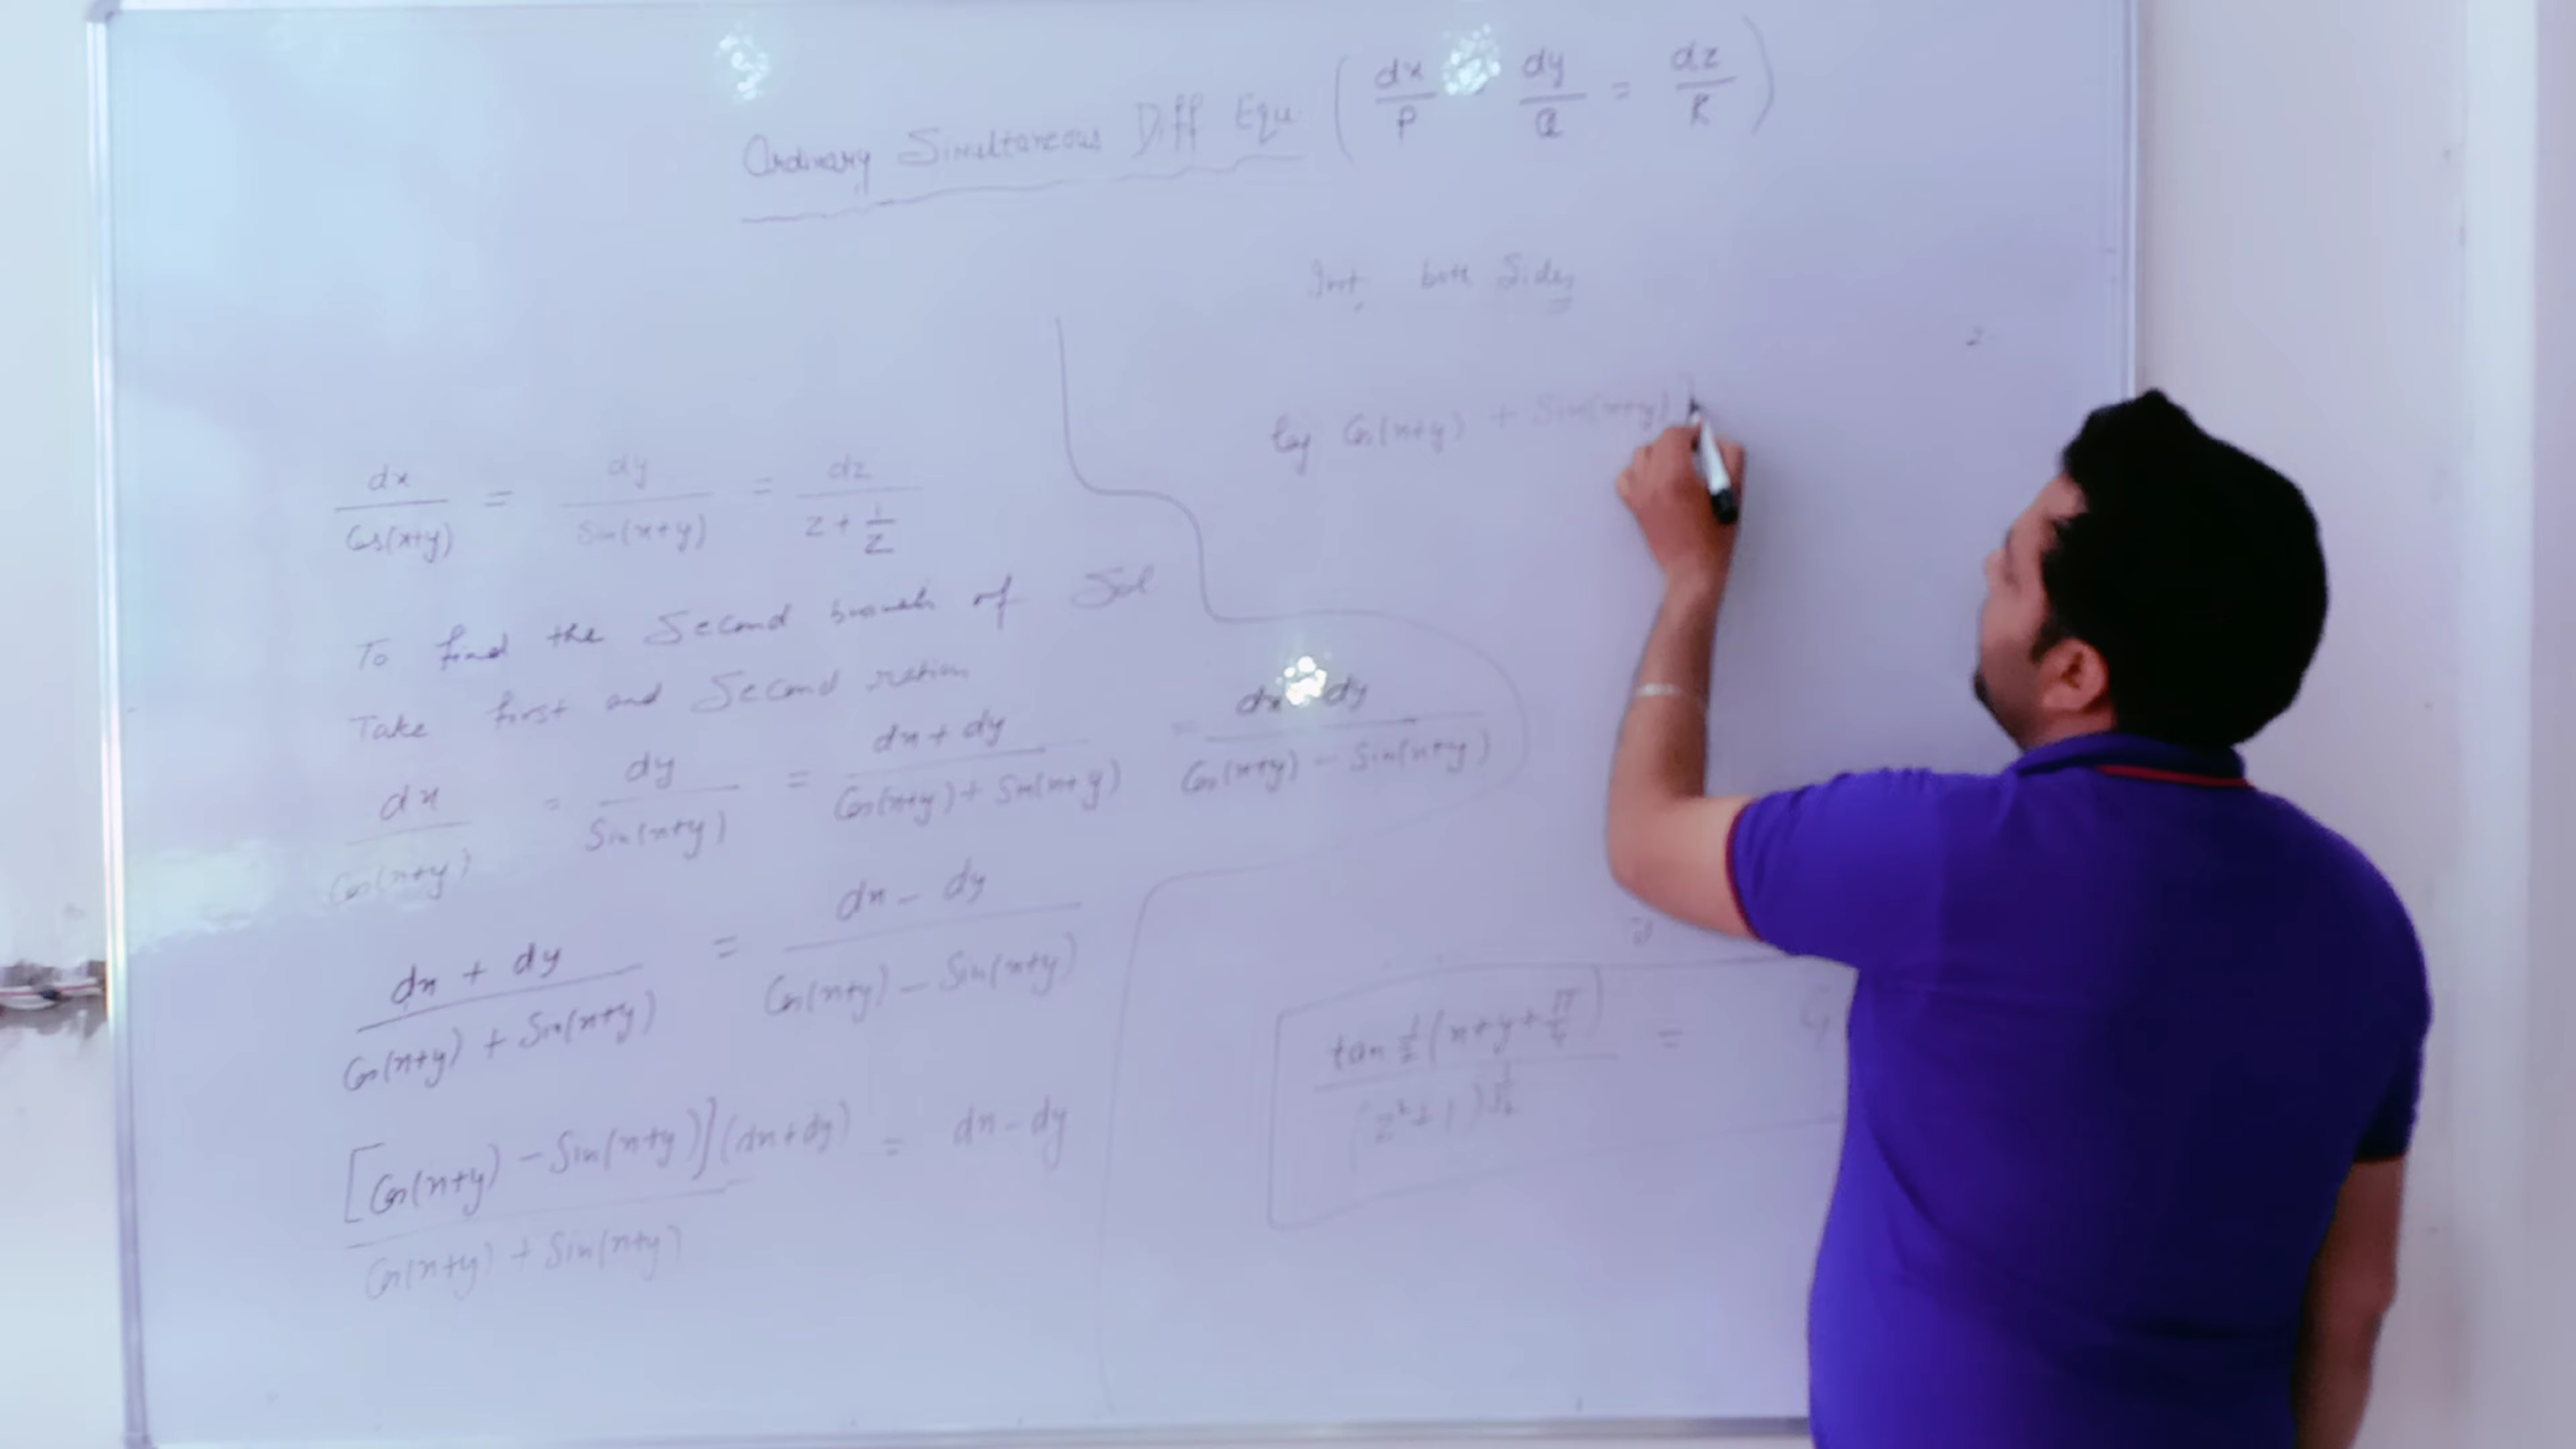 Ordinary Simultaneous Diff Equ. (dx/P = dy/Q = dz/R)
dx/Cos(x+y) = dy/Sin(x+y) = dz/(z + 1/z)
To find the Second branch of Sol
Take first and Second
dx/Cos(x+y) = dy/Sin(x+y) = (dx + dy)/(Cos(x+y) + Sin(x+y)) = (dx - dy)/(Cos(x+y) - Sin(x+y))
(dx + dy)/(Cos(x+y) + Sin(x+y)) = (dx - dy)/(Cos(x+y) - Sin(x+y))
[Cos(x+y) - Sin(x+y)](dx+dy)/(Cos(x+y) + Sin(x+y)) = dx - dy
Int. both Sides
log Cos(x+y) + Sin(x+y)
tan 1/2 (x+y+π/4)/(z²+1)^ = C₁